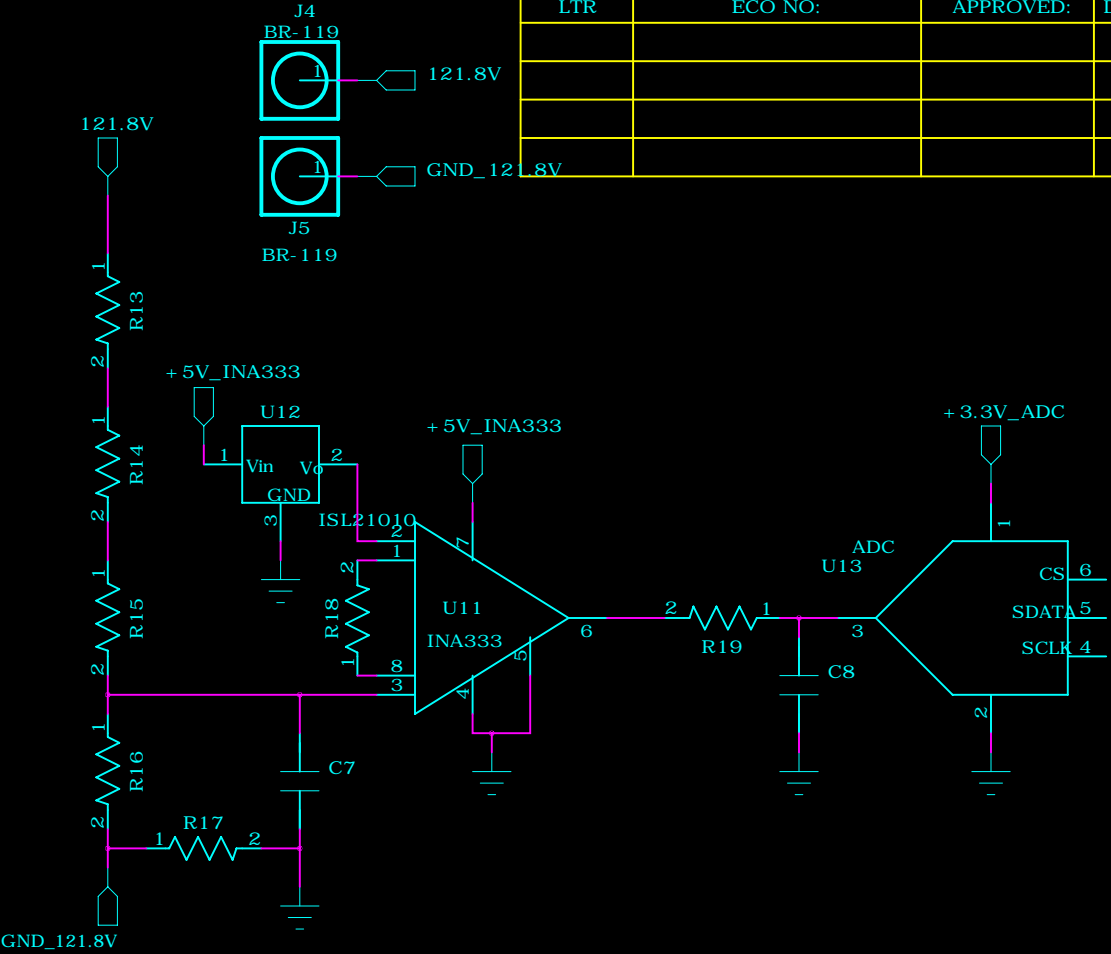 J4
BR-119
1
121.8V
LTR
ECO NO:
APPROVED:
121.8V
1
GND_121.8V
J5
BR-119
1
R13
2
+5V_INA333
U12
1
Vin
Vo
2
GND
3
ISL21010
+5V_INA333
+3.3V_ADC
1
R14
2
2
1
7
1
ADC
U13
CS
6
SDATA
5
SCLK
4
1
R15
2
2
R18
1
U11
INA333
6
5
4
8
3
2
1
R19
3
C8
2
1
R16
2
C7
R17
1
2
GND_121.8V